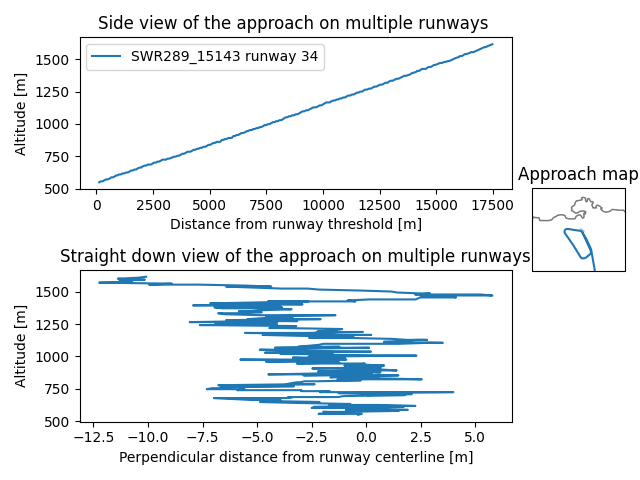 Side view of the approach on multiple runways
Altitude [m]
1500
1250
1000
750
500
SWR289_15143 runway 34
0 2500 5000 7500 10000 12500 15000 17500
Distance from runway threshold [m]
Approach map
Straight down view of the approach on multiple runways
Altitude [m]
1500
1250
1000
750
500
−12.5 −10.0 −7.5 −5.0 −2.5 0.0 2.5 5.0
Perpendicular distance from runway centerline [m]